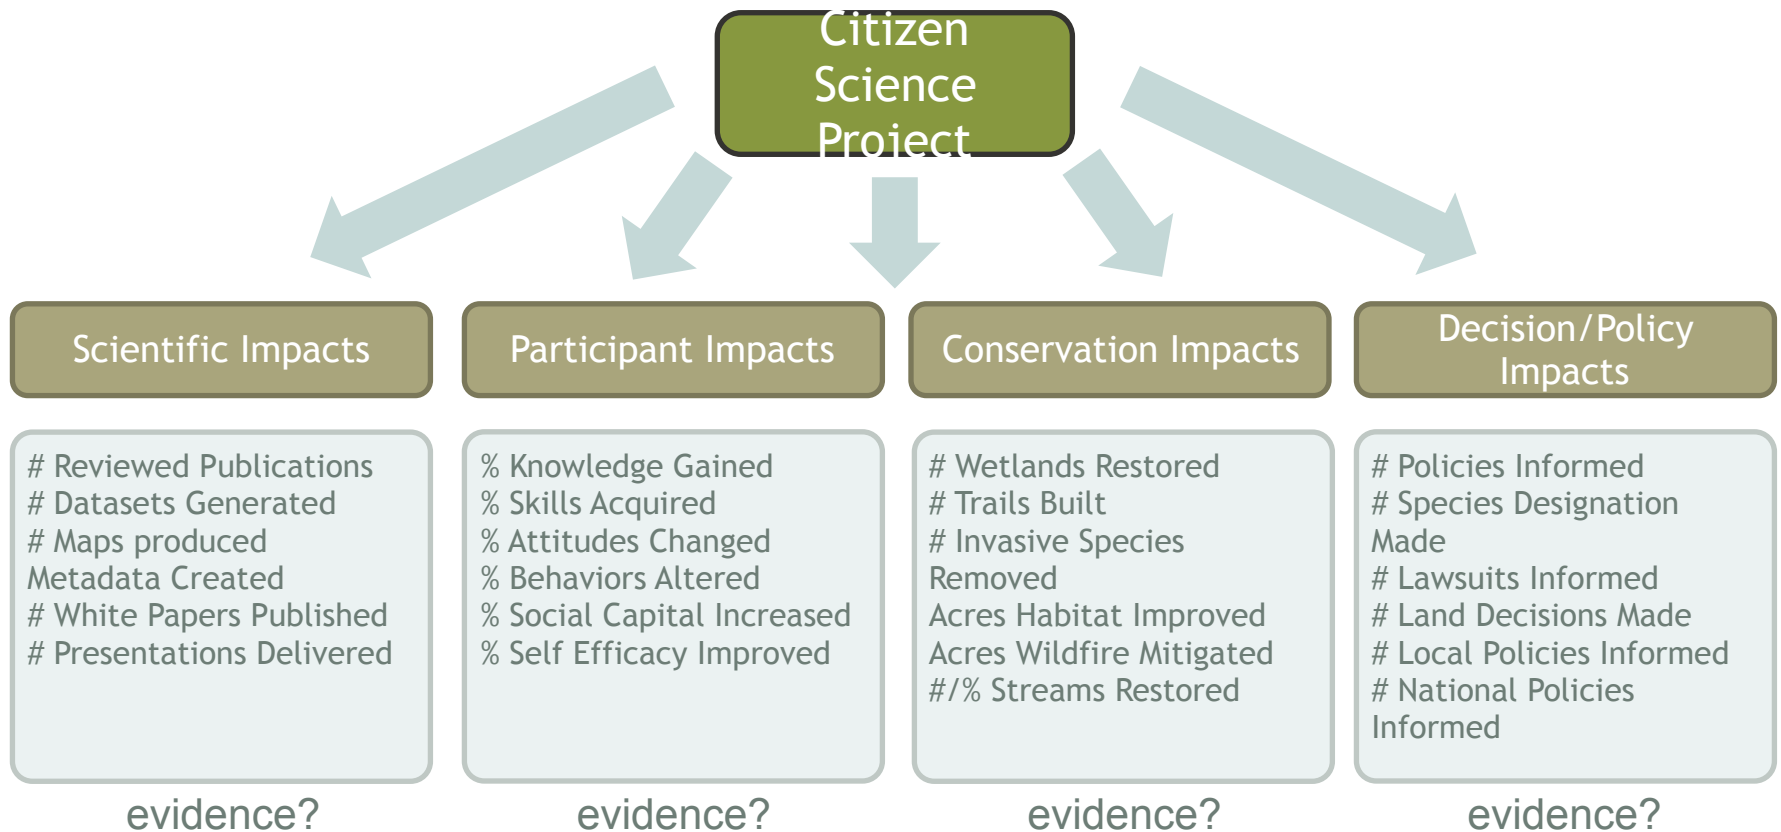 Citizen
Science
Project
Scientific Impacts
Participant Impacts
Conservation Impacts
Decision/Policy
Impacts
# Reviewed Publications
# Datasets Generated
# Maps produced
Metadata Created
# White Papers Published
# Presentations Delivered
% Knowledge Gained
% Skills Acquired
% Attitudes Changed
% Behaviors Altered
% Social Capital Increased
% Self Efficacy Improved
# Wetlands Restored
# Trails Built
# Invasive Species
Removed
Acres Habitat Improved
Acres Wildfire Mitigated
#/% Streams Restored
# Policies Informed
# Species Designation
Made
# Lawsuits Informed
# Land Decisions Made
# Local Policies Informed
# National Policies
Informed
evidence?
evidence?
evidence?
evidence?